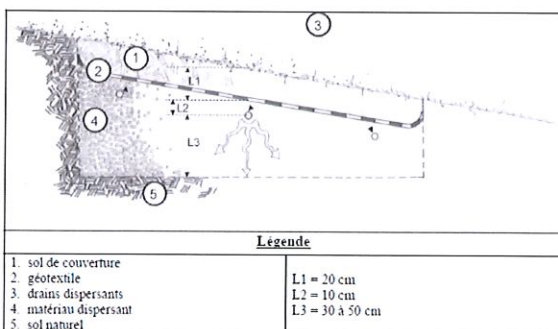 3
1
L1
2
L2
4
L3
5
Légende
1. sol de couverture
2. géotextile
3. drains dispersants
4. matériau dispersant
5. sol naturel
L1 = 20 cm
L2 = 10 cm
L3 = 30 à 50 cm